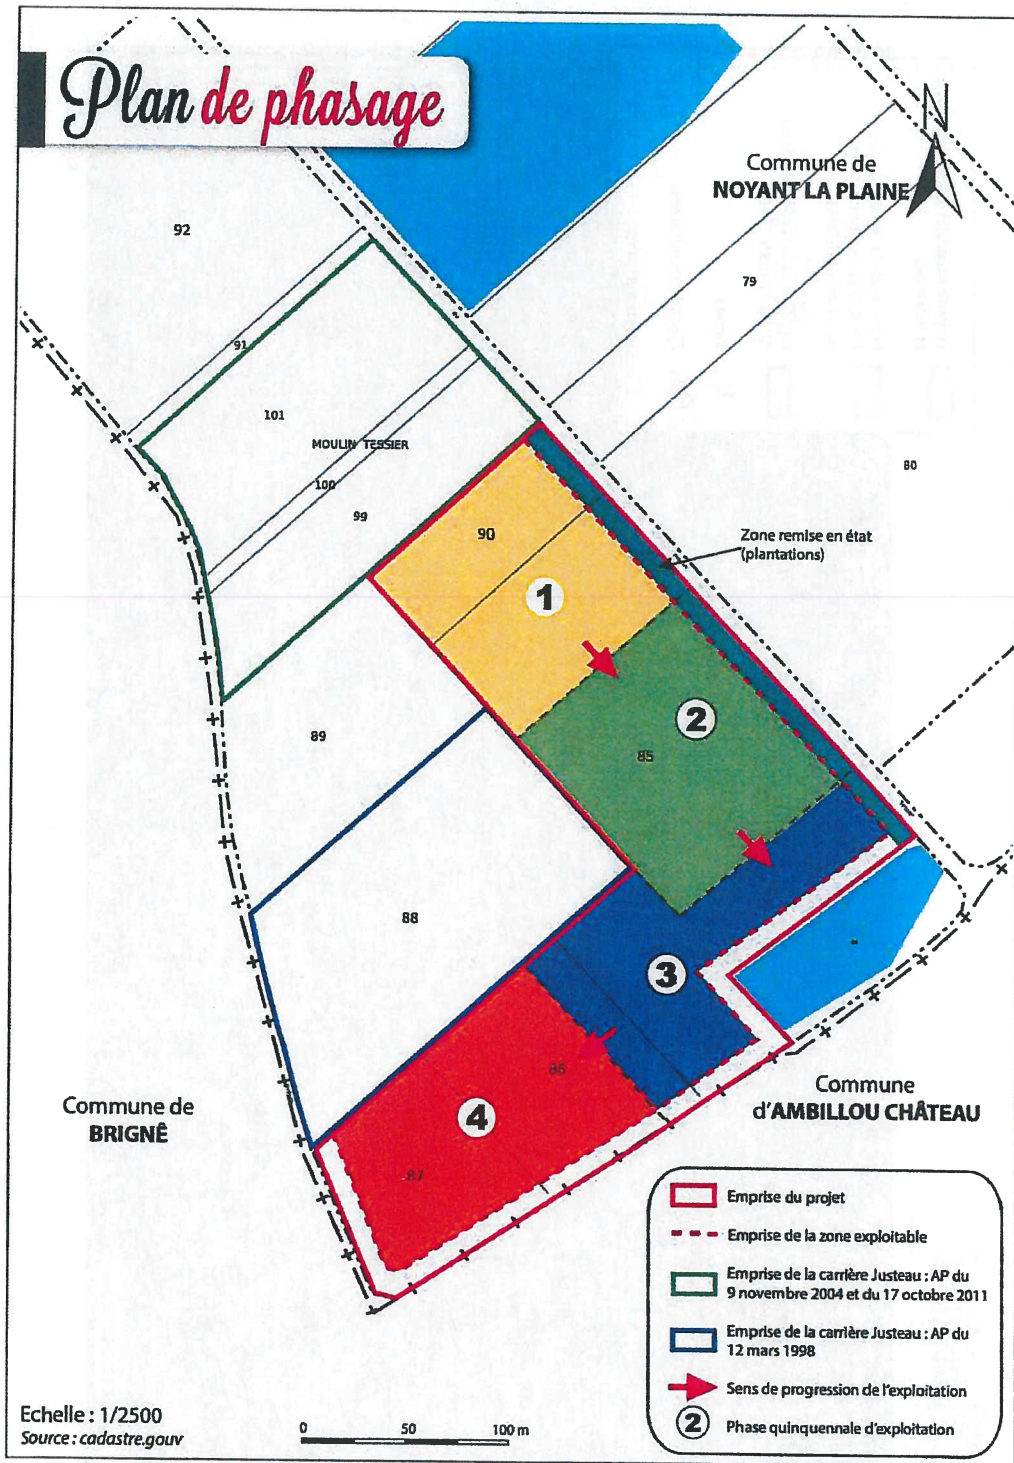 Plan de phasage
N
Commune de
NOYANT LA PLAINE
92
79
91
101
MOULIN TESSIER
80
100
99
90
Zone remise en état
(plantations)
1
2
89
85
88
3
86
4
87
Commune de
BRIGNÊ
Commune
d'AMBILLOU CHÂTEAU
Emprise du projet
Emprise de la zone exploitable
Emprise de la carrière Justeau : AP du
9 novembre 2004 et du 17 octobre 2011
Emprise de la carrière Justeau : AP du
12 mars 1998
Sens de progression de l'exploitation
2 Phase quinquennale d'exploitation
Echelle : 1/2500
Source : cadastre.gouv
0 50 100 m